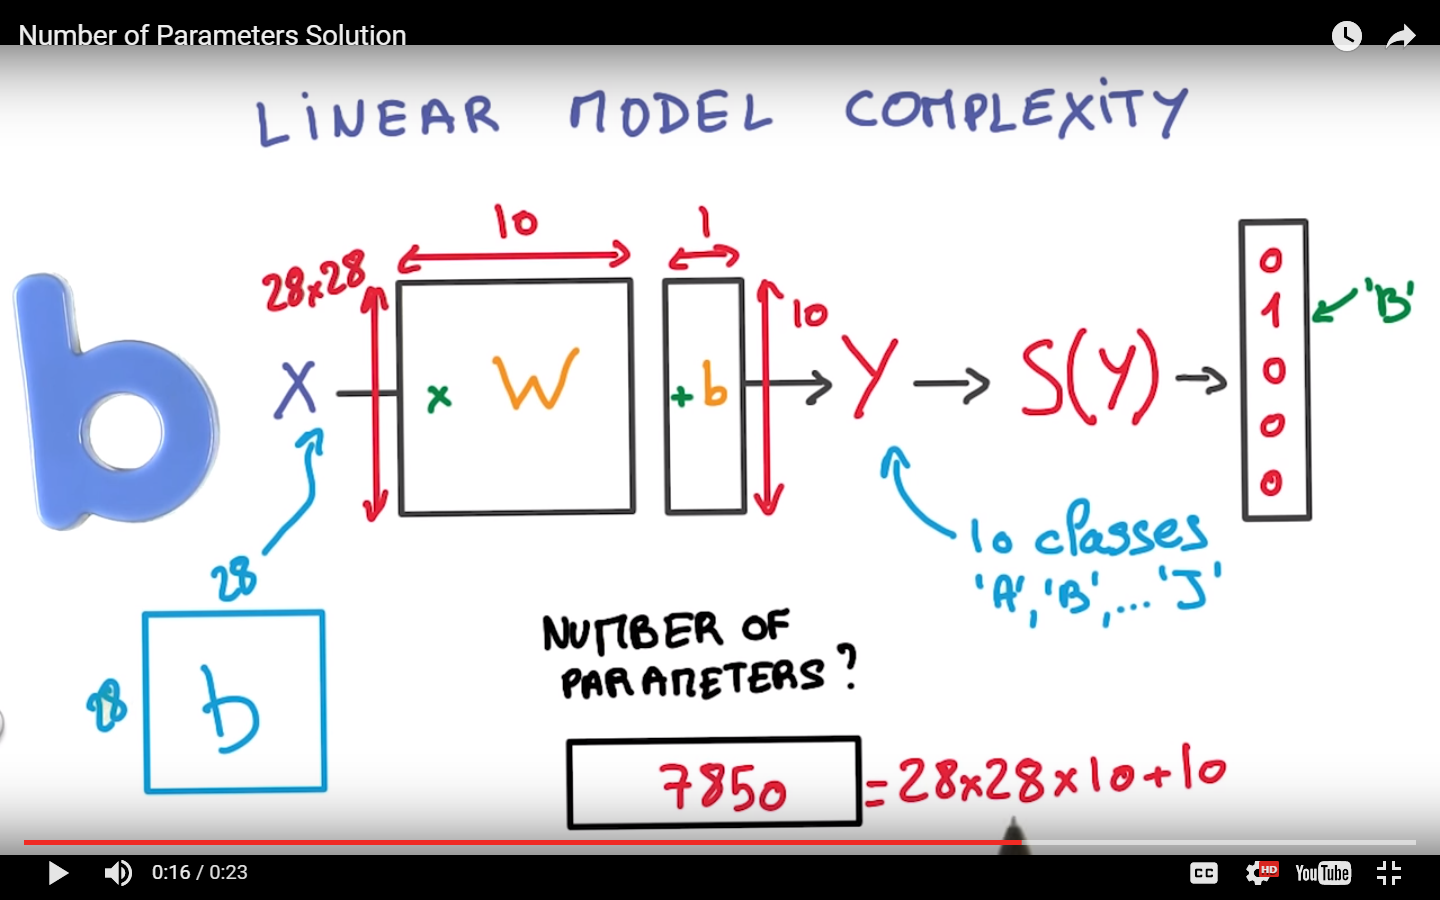 Number of Parameters Solution
LINEAR MODEL COMPLEXITY
10
1
28x28
10
X
x W
+ b
Y
S(Y)
0
1
0
0
0
'B'
28
28
b
10 classes
'A', 'B', ... 'J'
NUMBER OF
PARAMETERS?
7850 = 28x28x10+10
0:16 / 0:23
CC
HD
YouTube